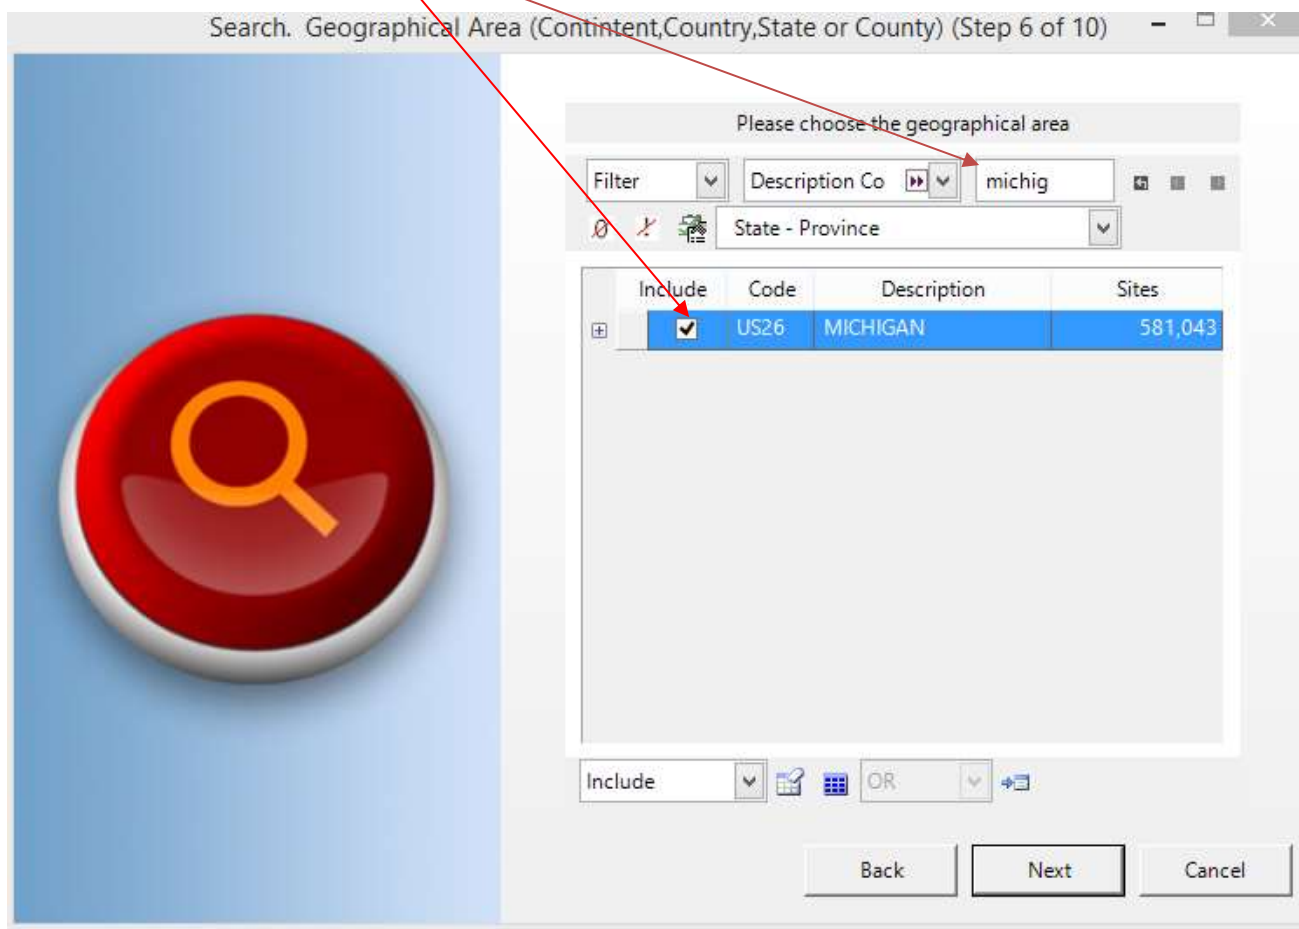 Search. Geographical Area (Contintent,Country,State or County) (Step 6 of 10)
Please choose the geographical area
Filter Description Co michig
State - Province
Include Code Description Sites
US26 MICHIGAN 581,043
Include OR
Back Next Cancel